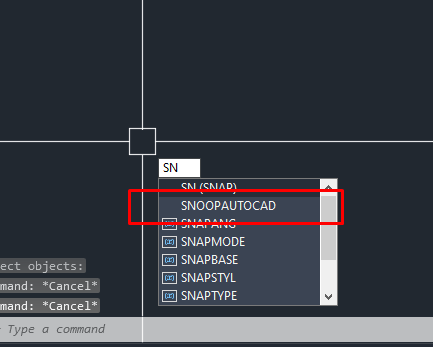 SN
SN (SNAP)
SNOOPAUTOCAD
SNAPANG
SNAPMODE
SNAPBASE
SNAPSTYL
SNAPTYPE
ect objects:
mmand: *Cancel*
mmand: *Cancel*
Type a command